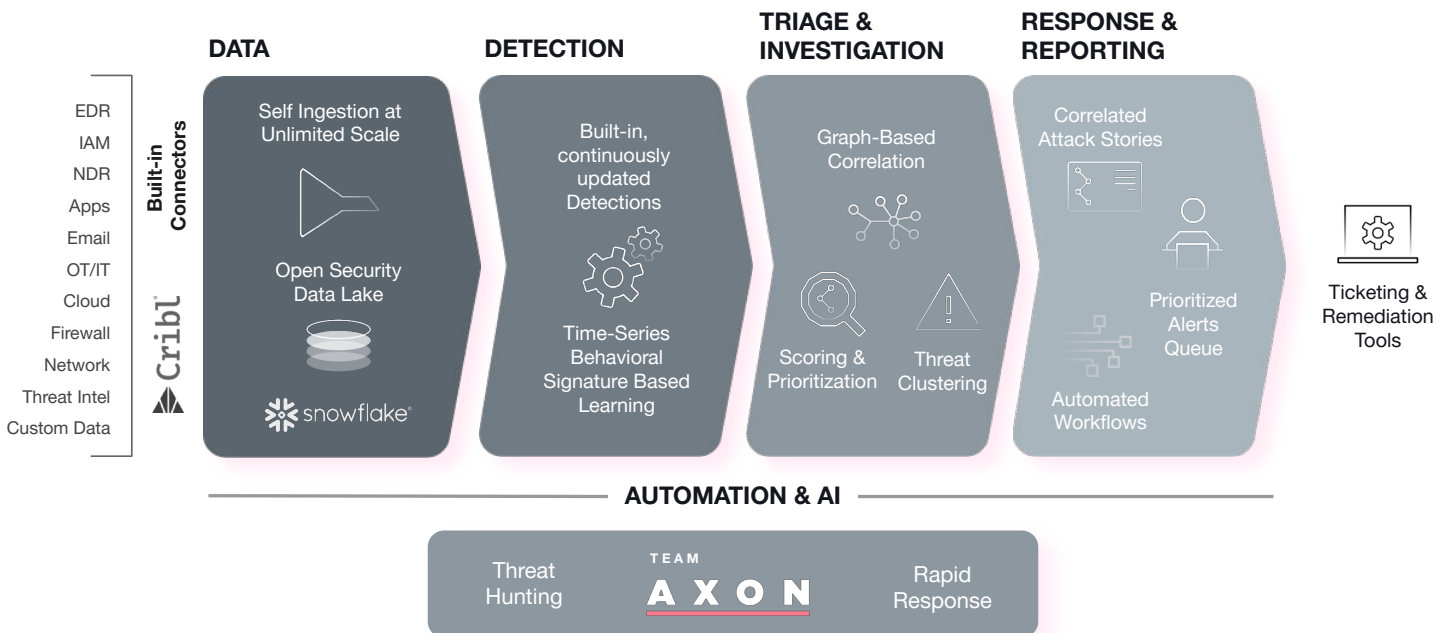 EDR
IAM
NDR
Apps
Email
OT/IT
Cloud
Firewall
Network
Threat Intel
Custom Data
Built-in
Connectors
Cribl
DATA
Self Ingestion at
Unlimited Scale
Open Security
Data Lake
snowflake®
DETECTION
Built-in,
continuously
updated
Detections
Time-Series
Behavioral
Signature Based
Learning
TRIAGE &
INVESTIGATION
Graph-Based
Correlation
Scoring &
Prioritization
Threat
Clustering
RESPONSE &
REPORTING
Correlated
Attack Stories
Prioritized
Alerts
Queue
Automated
Workflows
Ticketing &
Remediation
Tools
AUTOMATION & AI
Threat
Hunting
TEAM
AXON
Rapid
Response